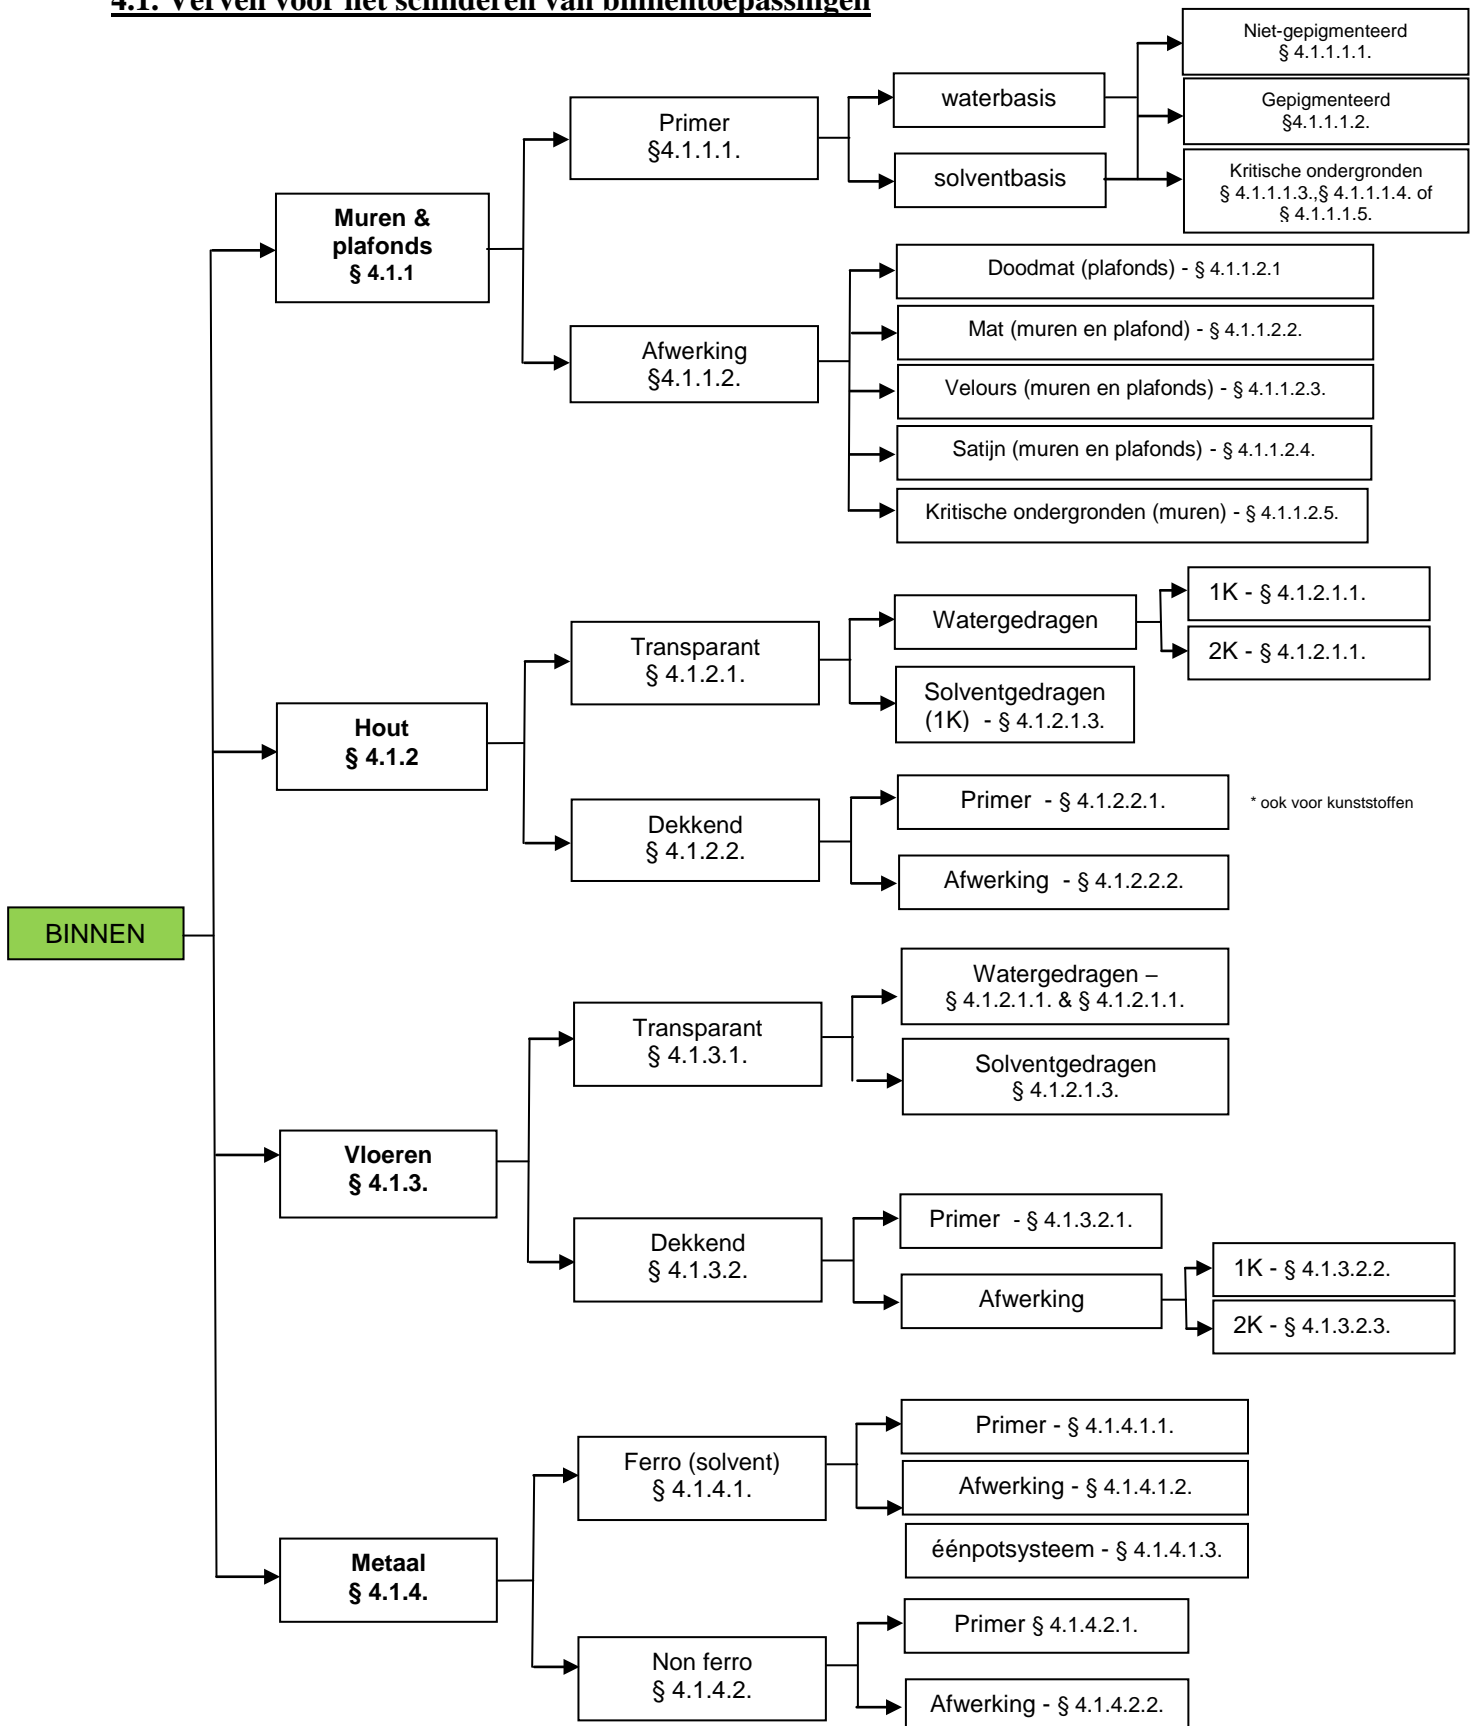 4.1. Verven voor het schilderen van binnentoepassingen
Niet-gepigmenteerd
§ 4.1.1.1.1.
waterbasis
Gepigmenteerd
§4.1.1.1.2.
Primer
§4.1.1.1.
solventbasis
Kritische ondergronden
§ 4.1.1.1.3.,§ 4.1.1.1.4. of
§ 4.1.1.1.5.
Muren &
plafonds
§ 4.1.1
Doodmat (plafonds) - § 4.1.1.2.1
Mat (muren en plafond) - § 4.1.1.2.2.
Afwerking
§4.1.1.2.
Velours (muren en plafonds) - § 4.1.1.2.3.
Satijn (muren en plafonds) - § 4.1.1.2.4.
Kritische ondergronden (muren) - § 4.1.1.2.5.
1K - § 4.1.2.1.1.
Watergedragen
2K - § 4.1.2.1.1.
Transparant
§ 4.1.2.1.
Solventgedragen
(1K) - § 4.1.2.1.3.
Hout
§ 4.1.2
Primer - § 4.1.2.2.1.
* ook voor kunststoffen
Dekkend
§ 4.1.2.2.
Afwerking - § 4.1.2.2.2.
BINNEN
Watergedragen –
§ 4.1.2.1.1. & § 4.1.2.1.1.
Transparant
§ 4.1.3.1.
Solventgedragen
§ 4.1.2.1.3.
Vloeren
§ 4.1.3.
Primer - § 4.1.3.2.1.
Dekkend
§ 4.1.3.2.
1K - § 4.1.3.2.2.
Afwerking
2K - § 4.1.3.2.3.
Primer - § 4.1.4.1.1.
Ferro (solvent)
§ 4.1.4.1.
Afwerking - § 4.1.4.1.2.
éénpotsysteem - § 4.1.4.1.3.
Metaal
§ 4.1.4.
Primer § 4.1.4.2.1.
Non ferro
§ 4.1.4.2.
Afwerking - § 4.1.4.2.2.